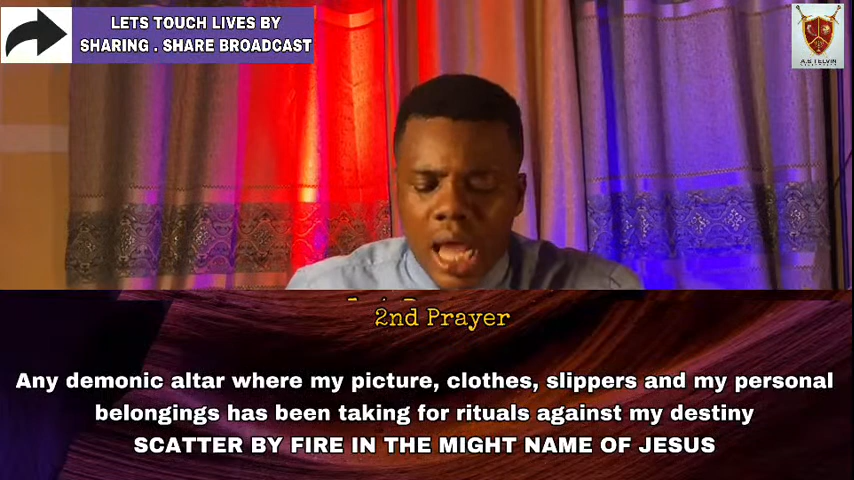 LETS TOUCH LIVES BY
SHARING . SHARE BROADCAST
2nd Prayer
Any demonic altar where my picture, clothes, slippers and my personal
belongings has been taking for rituals against my destiny
SCATTER BY FIRE IN THE MIGHT NAME OF JESUS